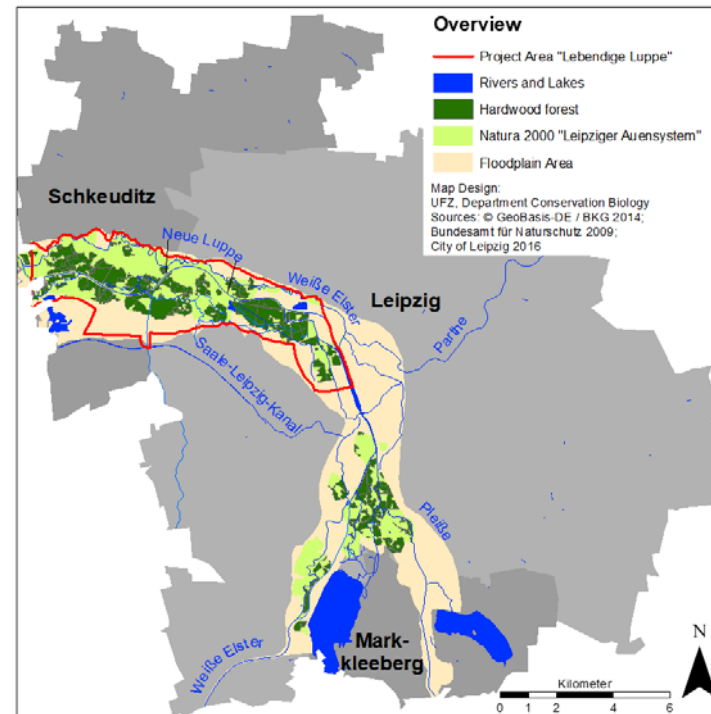 Overview
Project Area "Lebendige Luppe"
Rivers and Lakes
Hardwood forest
Natura 2000 "Leipziger Auensystem"
Floodplain Area
Map Design:
UFZ, Department Conservation Biology
Sources: © GeoBasis-DE / BKG 2014;
Bundesamt für Naturschutz 2009;
City of Leipzig 2016
Schkeuditz
Neue Luppe
Weiße Elster
Leipzig
Parthe
Saale-Leipzig-Kanal
Pleiße
Mark-
kleeberg
Weiße Elster
N
Kilometer
0 1 2 4 6